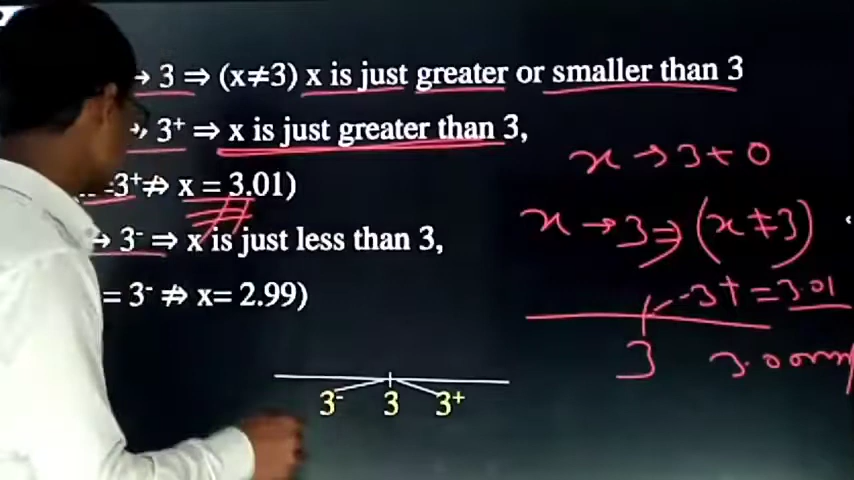 → 3 ⇒ (x≠3) x is just greater or smaller than 3
→ 3⁺ ⇒ x is just greater than 3,
3⁺ ⇏ x = 3.01)
→ 3⁻ ⇒ x is just less than 3,
= 3⁻ ⇏ x= 2.99)
3⁻ 3 3⁺
x → 3 + 0
x → 3 ⇒ (x ≠ 3)
3+ = 3.01
3